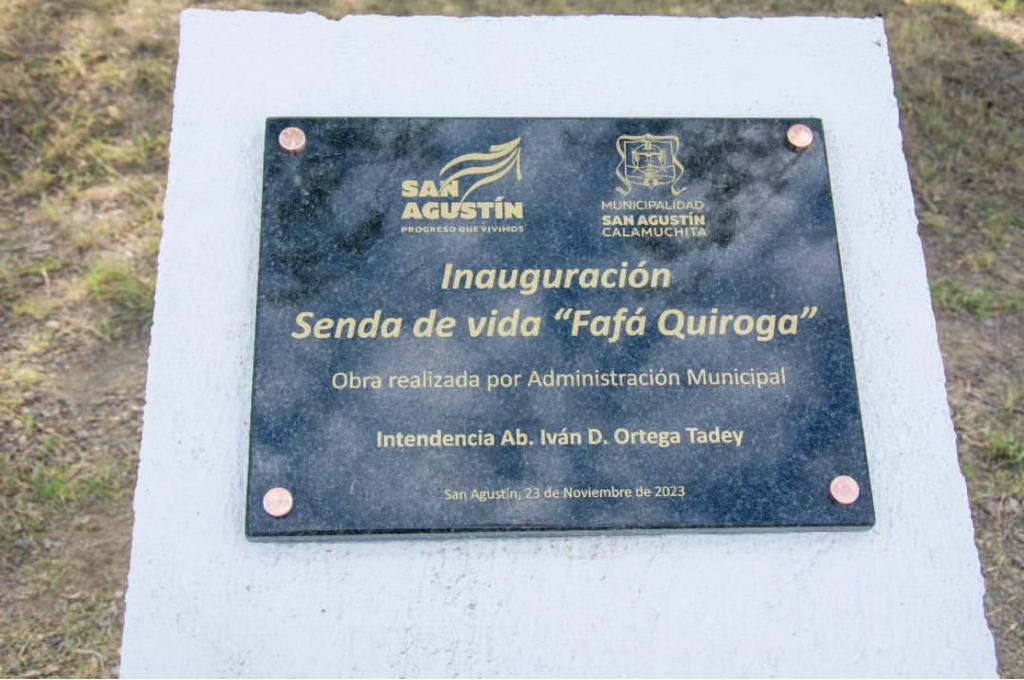 SAN
AGUSTÍN
PROGRESO QUE VIVIMOS
MUNICIPALIDAD
SAN AGUSTÍN
CALAMUCHITA
Inauguración
Senda de vida “Fafá Quiroga”
Obra realizada por Administración Municipal
Intendencia Ab. Iván D. Ortega Tadey
San Agustín, 23 de Noviembre de 2023